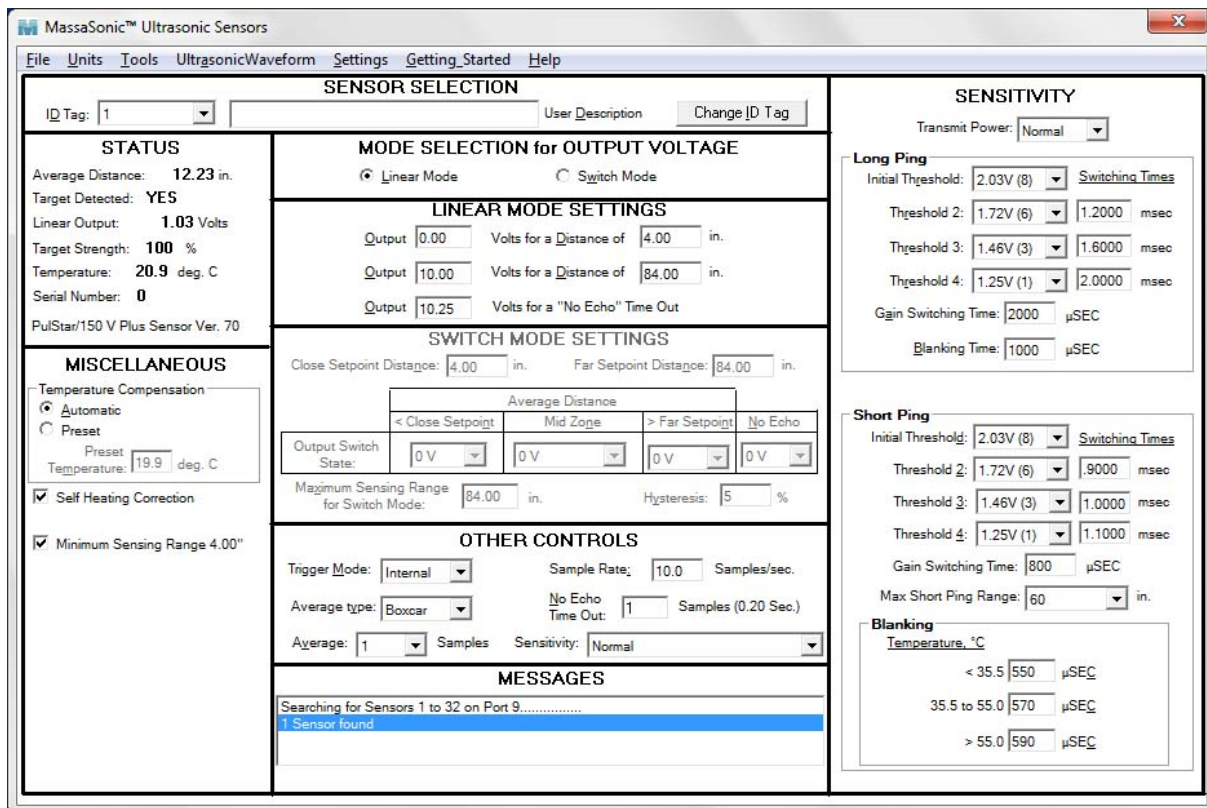 MassaSonic™ Ultrasonic Sensors
X
File Units Tools UltrasonicWaveform Settings Getting_Started Help
SENSOR SELECTION
ID Tag: 1 User Description Change ID Tag
STATUS
Average Distance: 12.23 in.
Target Detected: YES
Linear Output: 1.03 Volts
Target Strength: 100 %
Temperature: 20.9 deg. C
Serial Number: 0
PulStar/150 V Plus Sensor Ver. 70
MISCELLANEOUS
Temperature Compensation
Automatic
Preset
Preset
Temperature: 19.9 deg. C
Self Heating Correction
Minimum Sensing Range 4.00"
MODE SELECTION for OUTPUT VOLTAGE
Linear Mode Switch Mode
LINEAR MODE SETTINGS
Output 0.00 Volts for a Distance of 4.00 in.
Output 10.00 Volts for a Distance of 84.00 in.
Output 10.25 Volts for a "No Echo" Time Out
SWITCH MODE SETTINGS
Close Setpoint Distance: 4.00 in. Far Setpoint Distance: 84.00 in.
Average Distance
< Close Setpoint Mid Zone > Far Setpoint No Echo
Output Switch
State: 0 V 0 V 0 V 0 V
Maximum Sensing Range
for Switch Mode: 84.00 in. Hysteresis: 5 %
OTHER CONTROLS
Trigger Mode: Internal Sample Rate: 10.0 Samples/sec.
Average type: Boxcar No Echo
Time Out: 1 Samples (0.20 Sec.)
Average: 1 Samples Sensitivity: Normal
MESSAGES
Searching for Sensors 1 to 32 on Port 9................
1 Sensor found
SENSITIVITY
Transmit Power: Normal
Long Ping
Initial Threshold: 2.03V (8) Switching Times
Threshold 2: 1.72V (6) 1.2000 msec
Threshold 3: 1.46V (3) 1.6000 msec
Threshold 4: 1.25V (1) 2.0000 msec
Gain Switching Time: 2000 µSEC
Blanking Time: 1000 µSEC
Short Ping
Initial Threshold: 2.03V (8) Switching Times
Threshold 2: 1.72V (6) .9000 msec
Threshold 3: 1.46V (3) 1.0000 msec
Threshold 4: 1.25V (1) 1.1000 msec
Gain Switching Time: 800 µSEC
Max Short Ping Range: 60 in.
Blanking
Temperature, °C
< 35.5 550 µSEC
35.5 to 55.0 570 µSEC
> 55.0 590 µSEC